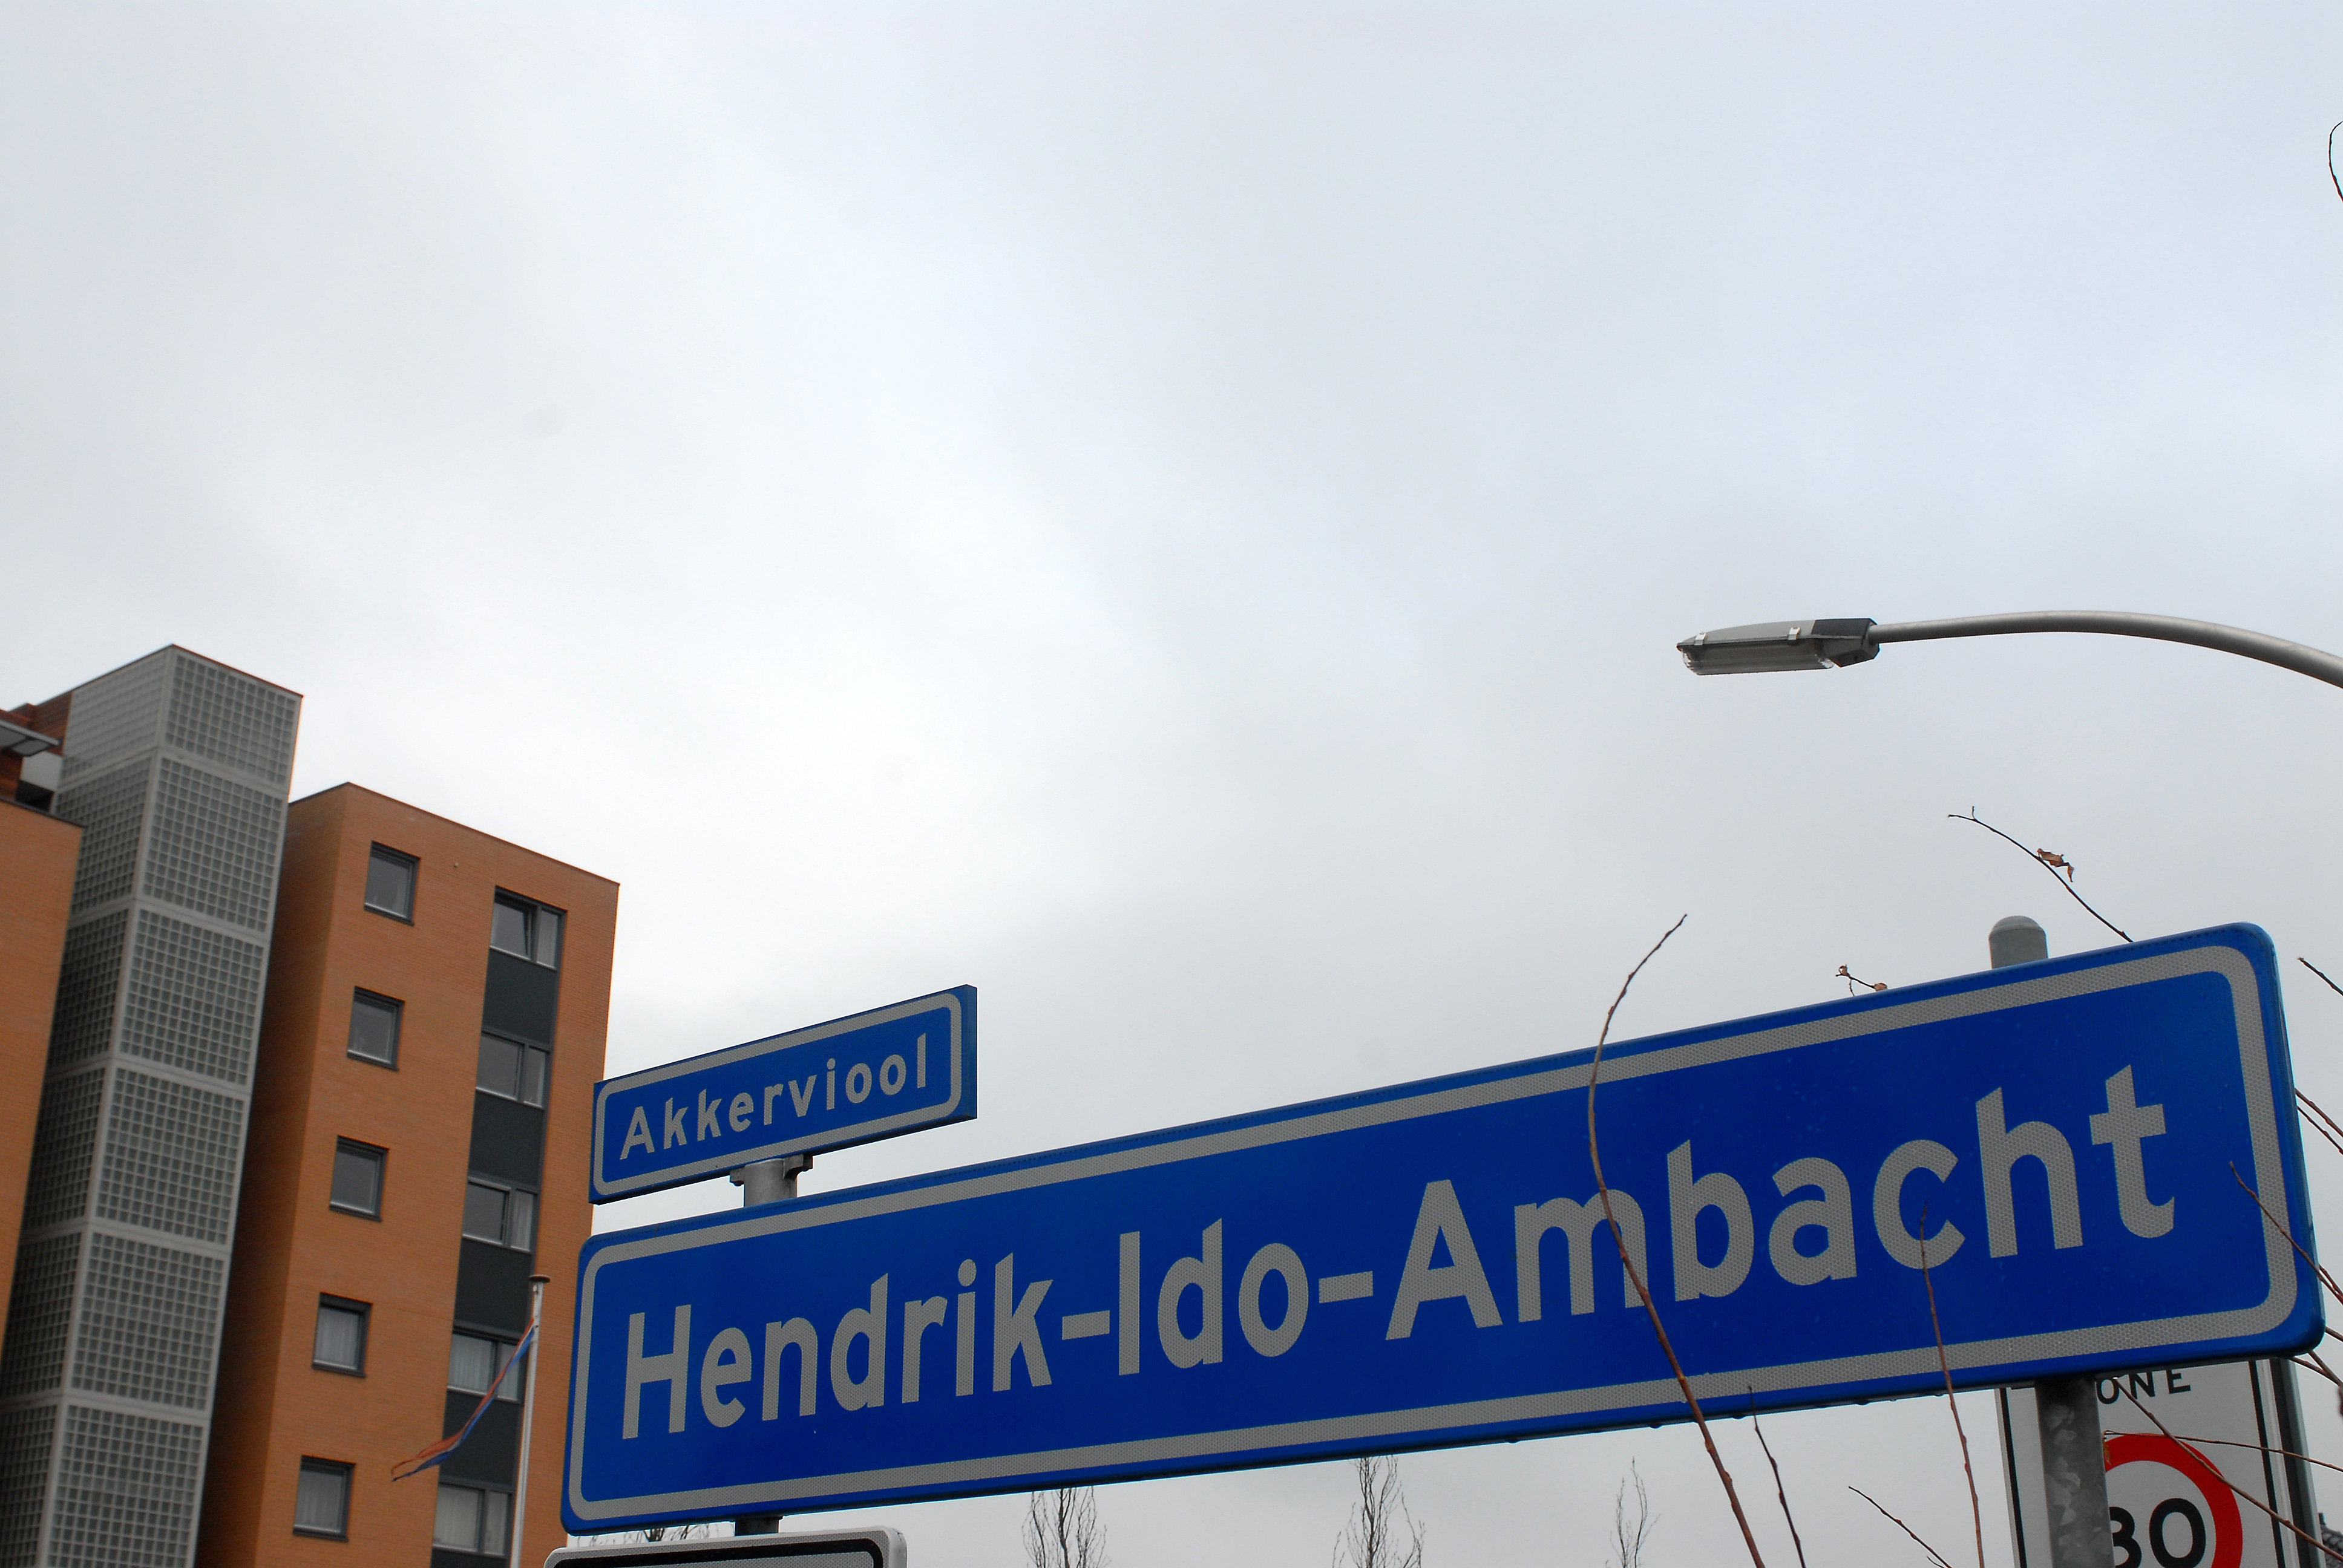 Akkerviool
Hendrik-Ido-Ambacht
ONE
30